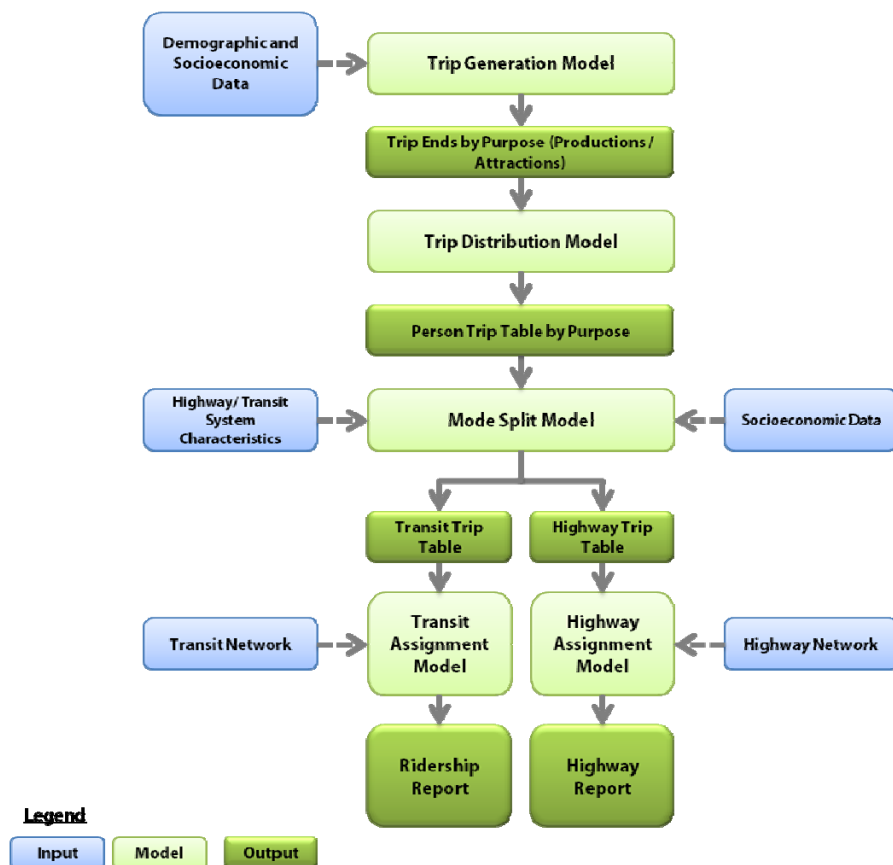 Demographic and
Socioeconomic
Data
Trip Generation Model
Trip Ends by Purpose (Productions /
Attractions)
Trip Distribution Model
Person Trip Table by Purpose
Highway/ Transit
System
Characteristics
Mode Split Model
Socioeconomic Data
Transit Trip
Table
Highway Trip
Table
Transit Network
Transit
Assignment
Model
Highway
Assignment
Model
Highway Network
Ridership
Report
Highway
Report
Legend
Input
Model
Output